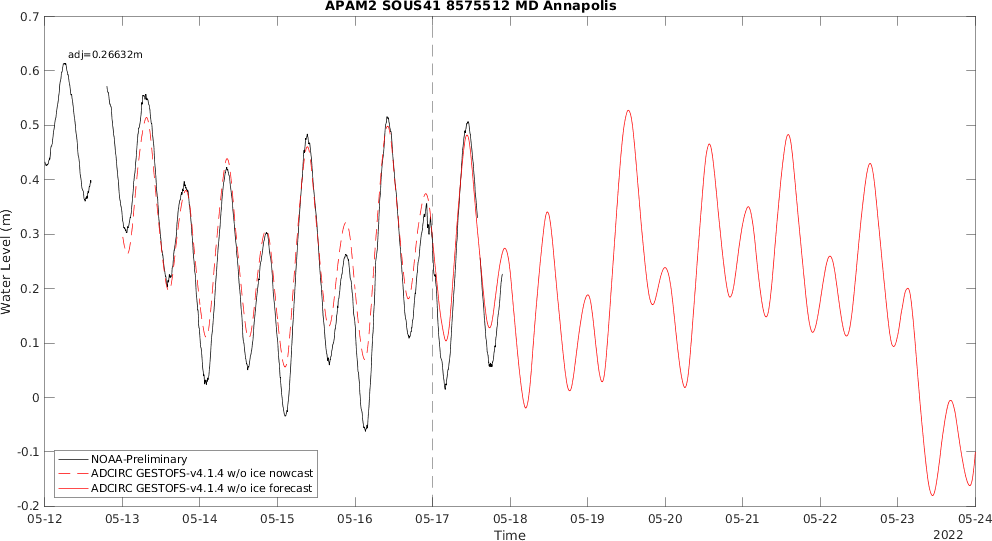 APAM2 SOUS41 8575512 MD Annapolis
adj=0.26632m
Water Level (m)
0.7
0.6
0.5
0.4
0.3
0.2
0.1
0
-0.1
-0.2
NOAA-Preliminary
ADCIRC GESTOFS-v4.1.4 w/o ice nowcast
ADCIRC GESTOFS-v4.1.4 w/o ice forecast
05-12 05-13 05-14 05-15 05-16 05-17 05-18 05-19 05-20 05-21 05-22 05-23 05-24
Time
2022